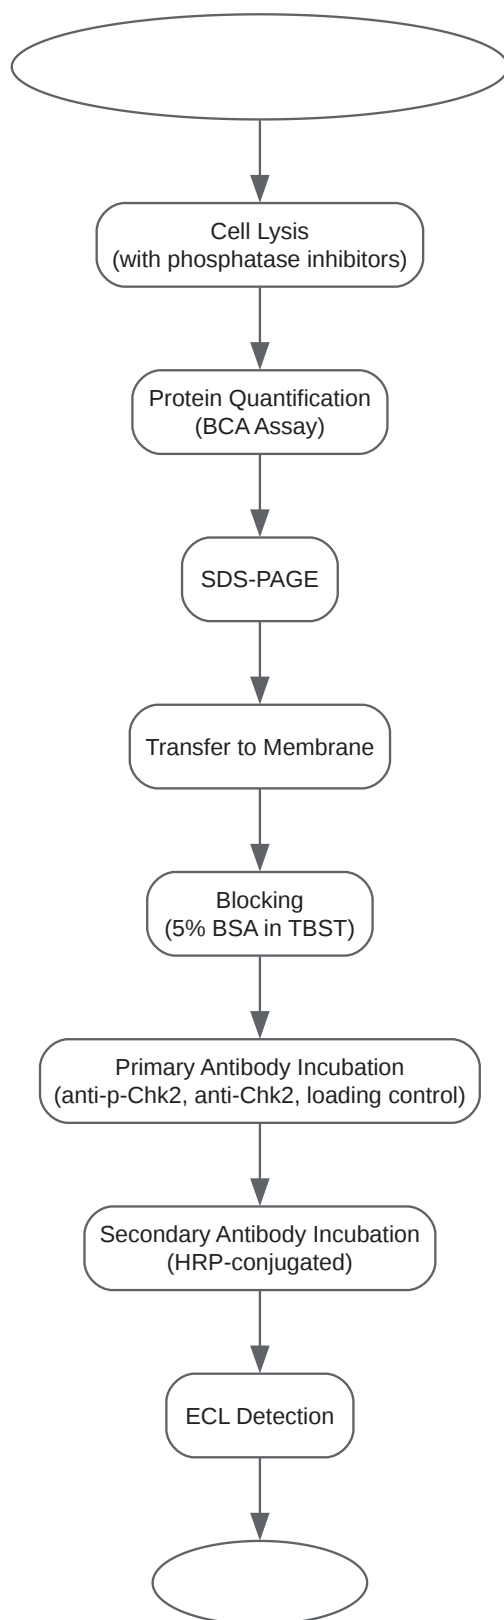 Cell Lysis
(with phosphatase inhibitors)
Protein Quantification
(BCA Assay)
SDS-PAGE
Transfer to Membrane
Blocking
(5% BSA in TBST)
Primary Antibody Incubation
(anti-p-Chk2, anti-Chk2, loading control)
Secondary Antibody Incubation
(HRP-conjugated)
ECL Detection